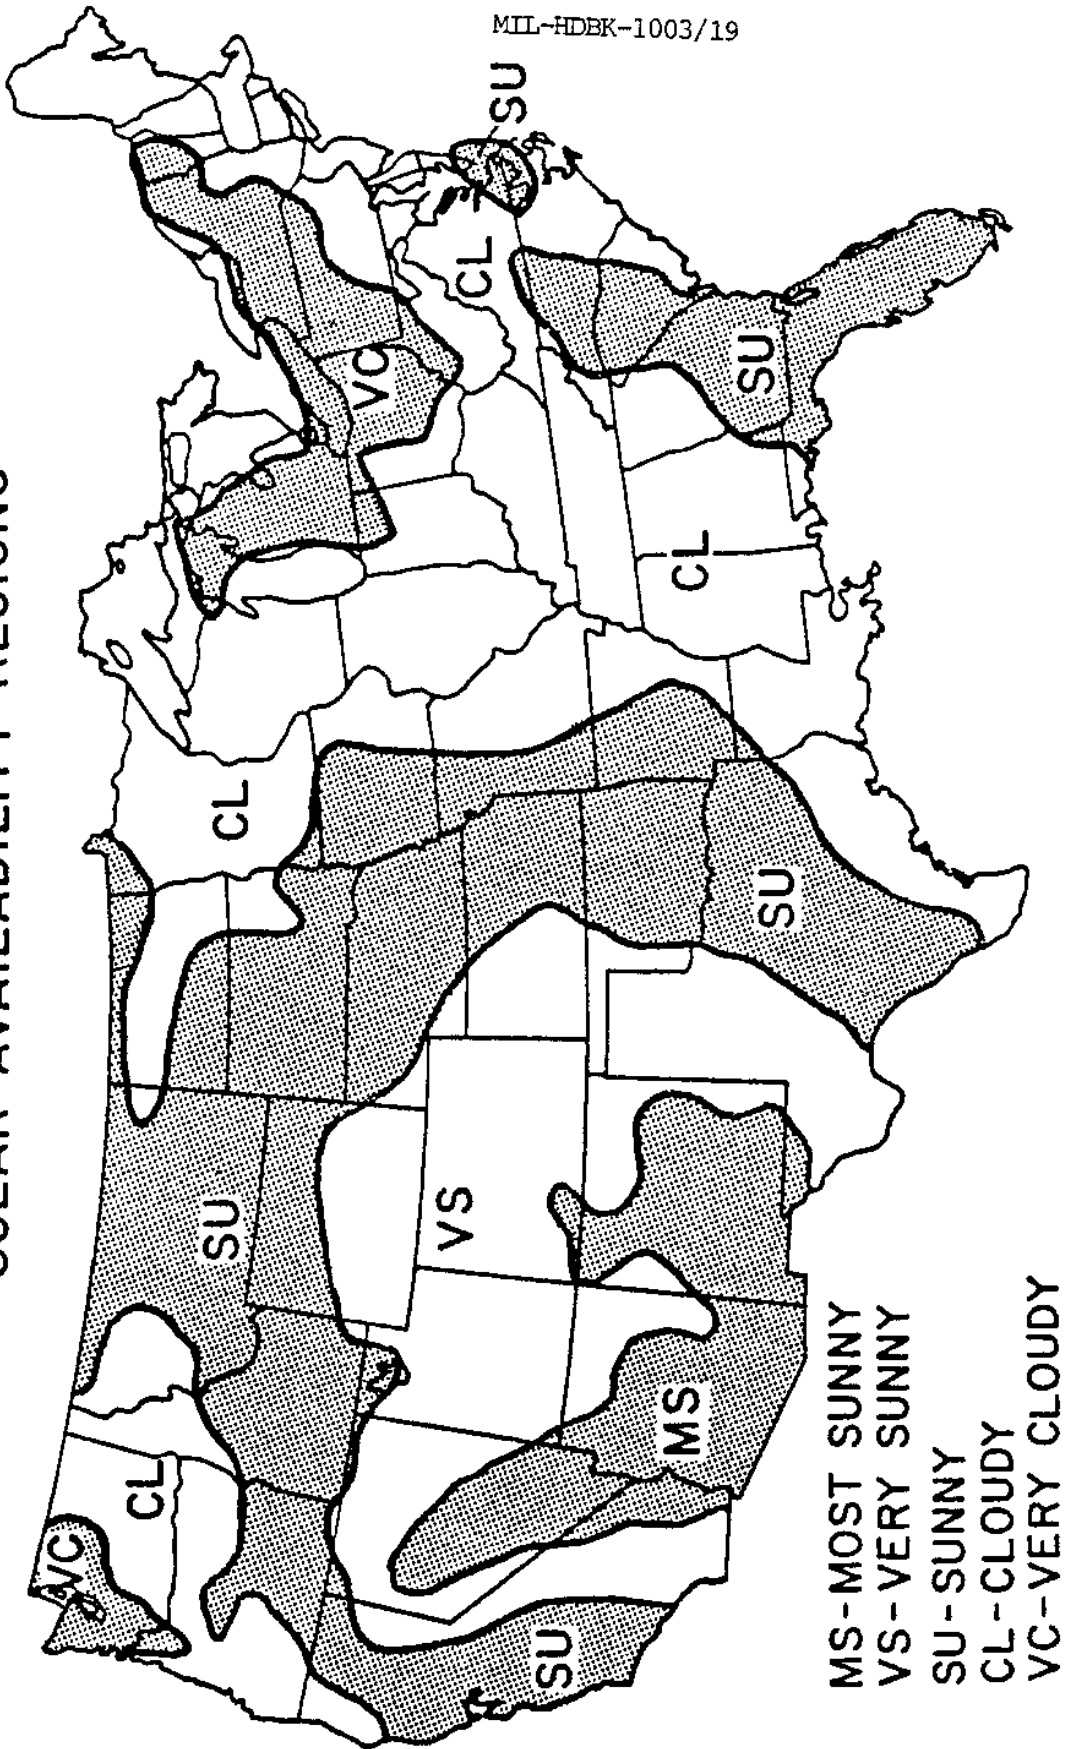 MIL-HDBK-1003/19
SOLAR AVAILABILITY REGIONS
VC
CL
SU
CL
VC
CL
SU
VS
SU
MS
SU
CL
SU
MS-MOST SUNNY
VS-VERY SUNNY
SU-SUNNY
CL-CLOUDY
VC-VERY CLOUDY